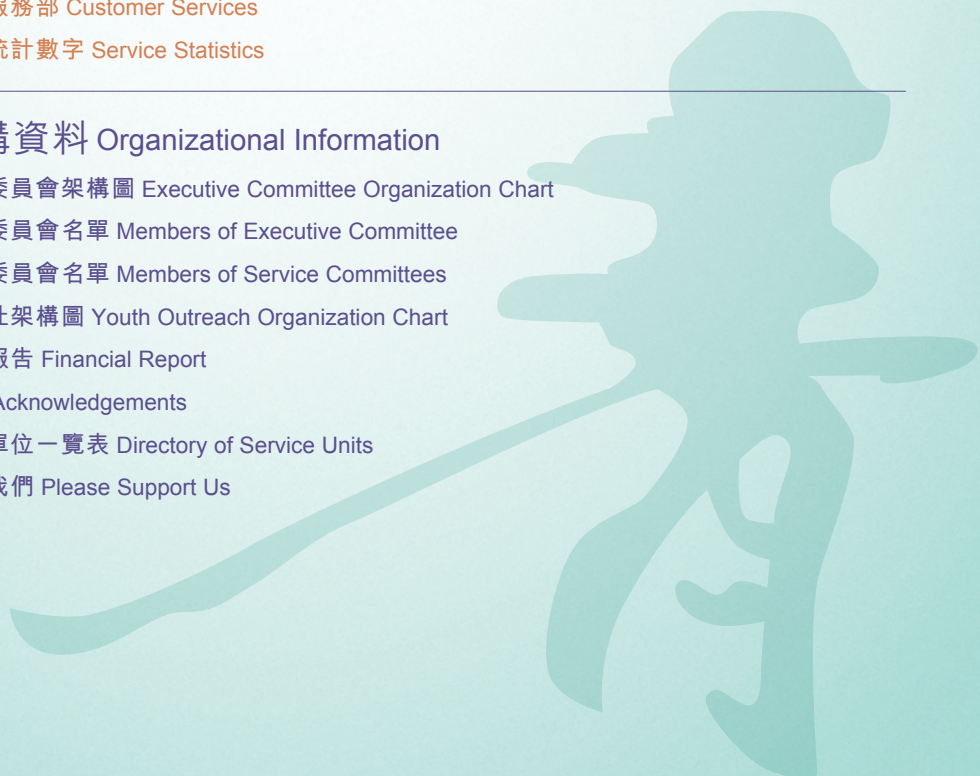 服務部 Customer Services
統計數字 Service Statistics
構資料 Organizational Information
委員會架構圖 Executive Committee Organization Chart
委員會名單 Members of Executive Committee
委員會名單 Members of Service Committees
社架構圖 Youth Outreach Organization Chart
報告 Financial Report
Acknowledgements
單位一覽表 Directory of Service Units
我們 Please Support Us
青